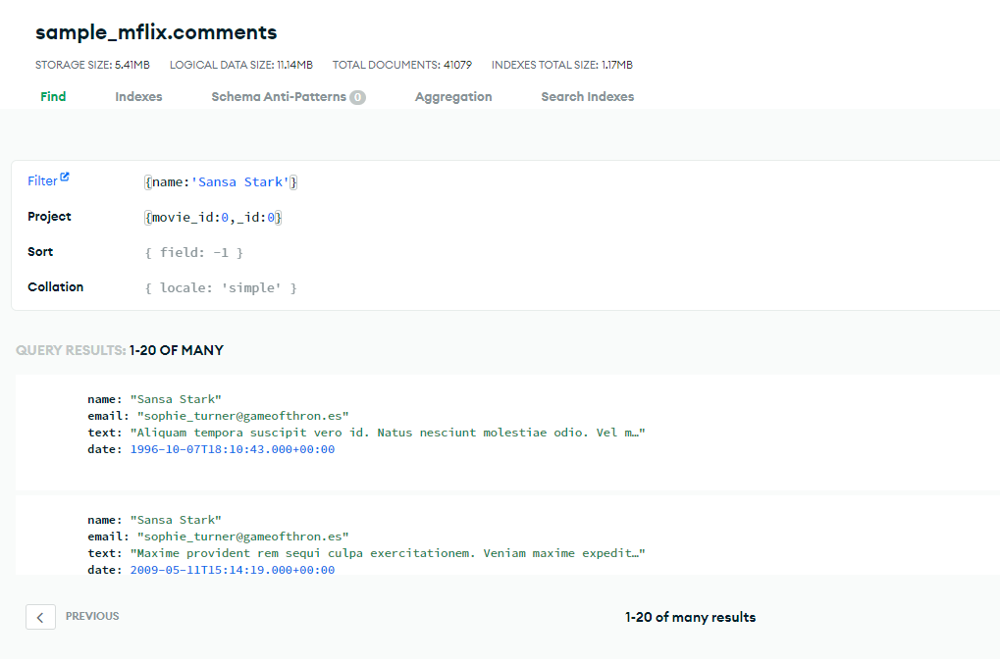 sample_mflix.comments
STORAGE SIZE: 5.41MB LOGICAL DATA SIZE: 11.14MB TOTAL DOCUMENTS: 41079 INDEXES TOTAL SIZE: 1.17MB
Find Indexes Schema Anti-Patterns 0 Aggregation Search Indexes
Filter {name:'Sansa Stark'}
Project {movie_id:0,_id:0}
Sort { field: -1 }
Collation { locale: 'simple' }
QUERY RESULTS: 1-20 OF MANY
name: "Sansa Stark"
email: "sophie_turner@gameofthron.es"
text: "Aliquam tempora suscipit vero id. Natus nesciunt molestiae odio. Vel m…"
date: 1996-10-07T18:10:43.000+00:00
name: "Sansa Stark"
email: "sophie_turner@gameofthron.es"
text: "Maxime provident rem sequi culpa exercitationem. Veniam maxime expedit…"
date: 2009-05-11T15:14:19.000+00:00
PREVIOUS 1-20 of many results